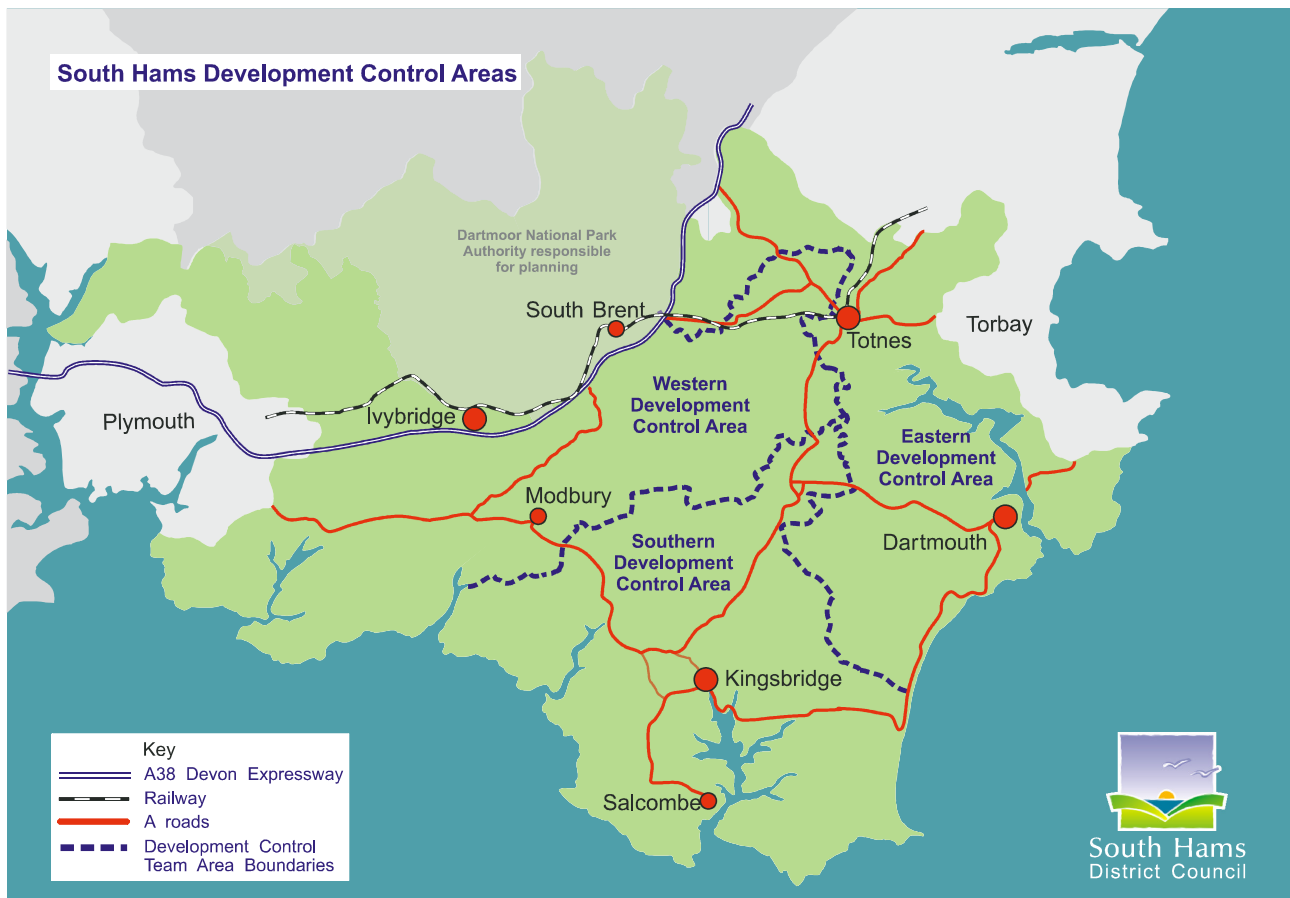 South Hams Development Control Areas
Dartmoor National Park
Authority responsible
for planning
South Brent
Totnes
Torbay
Plymouth
Ivybridge
Western
Development
Control Area
Eastern
Development
Control Area
Modbury
Southern
Development
Control Area
Dartmouth
Kingsbridge
Salcombe
Key
A38 Devon Expressway
Railway
A roads
Development Control
Team Area Boundaries
South Hams
District Council